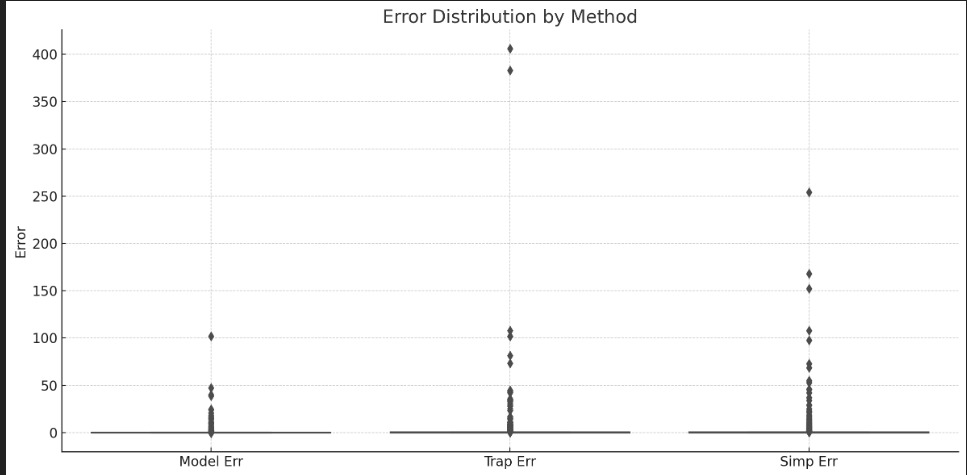 Error Distribution by Method
400
350
300
250
200
150
100
50
0
Error
Model Err
Trap Err
Simp Err